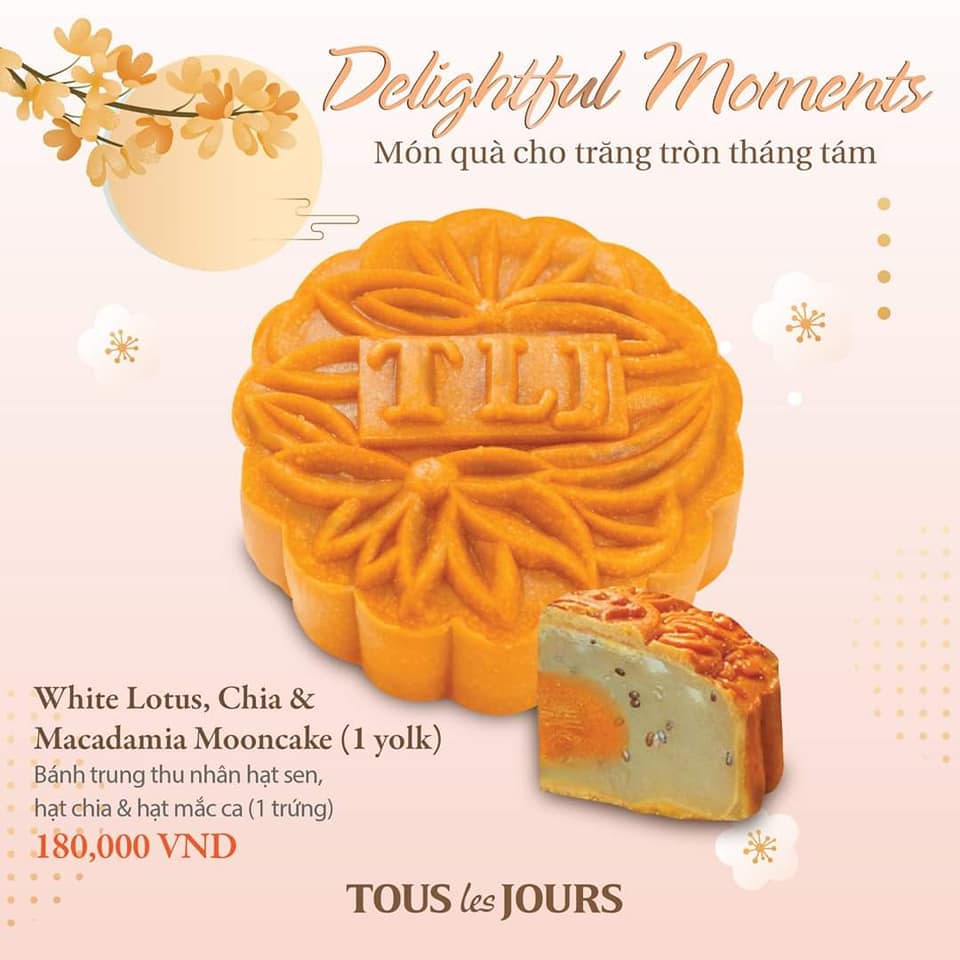 Delightful Moments
Món quà cho trăng tròn tháng tám
TLJ
White Lotus, Chia &
Macadamia Mooncake (1 yolk)
Bánh trung thu nhân hạt sen,
hạt chia & hạt mắc ca (1 trứng)
180,000 VND
TOUS les JOURS